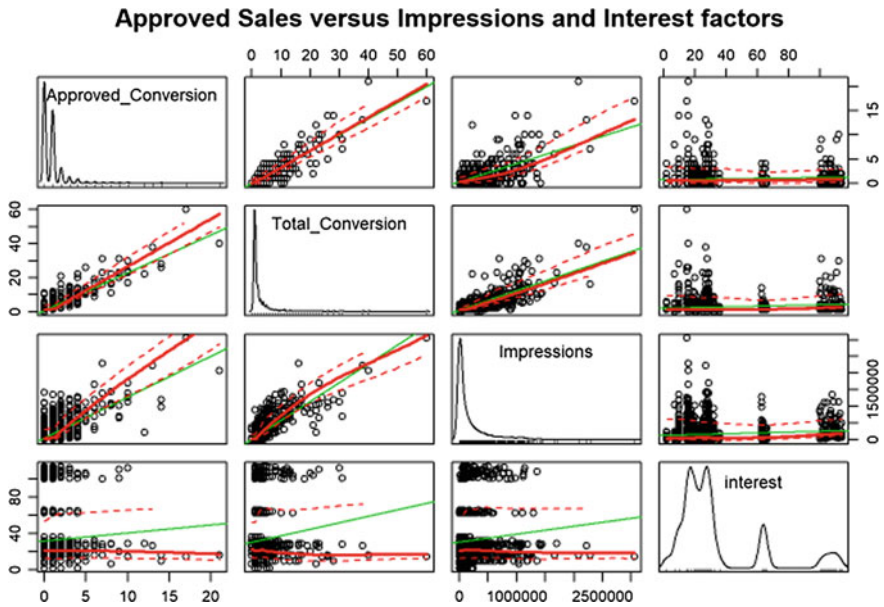 Approved Sales versus Impressions and Interest factors
0 10 20 30 40 50 60
0 20 40 60 80
Approved_Conversion
0 5 15
0 20 40 60
Total_Conversion
Impressions
0 1500000
0 20 40 60 80
interest
0 5 10 15 20
0 1000000 2500000